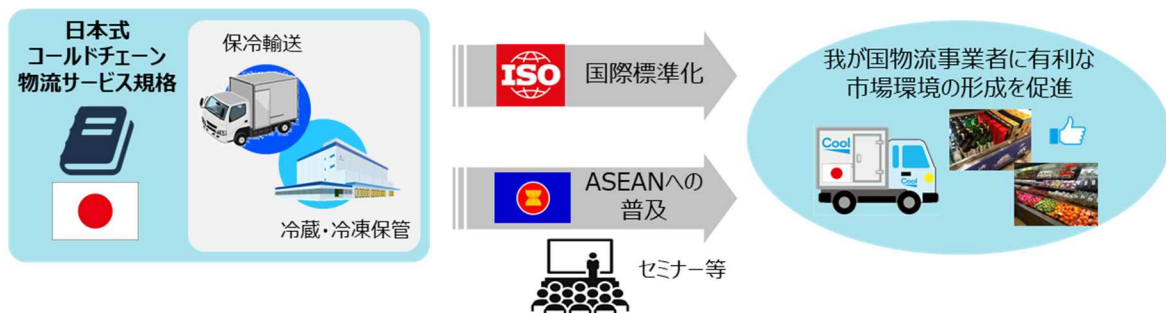 日本式
コールドチェーン
物流サービス規格
保冷輸送
冷蔵・冷凍保管
ISO
国際標準化
ASEANへの
普及
セミナー等
我が国物流事業者に有利な
市場環境の形成を促進
Cool
Cool